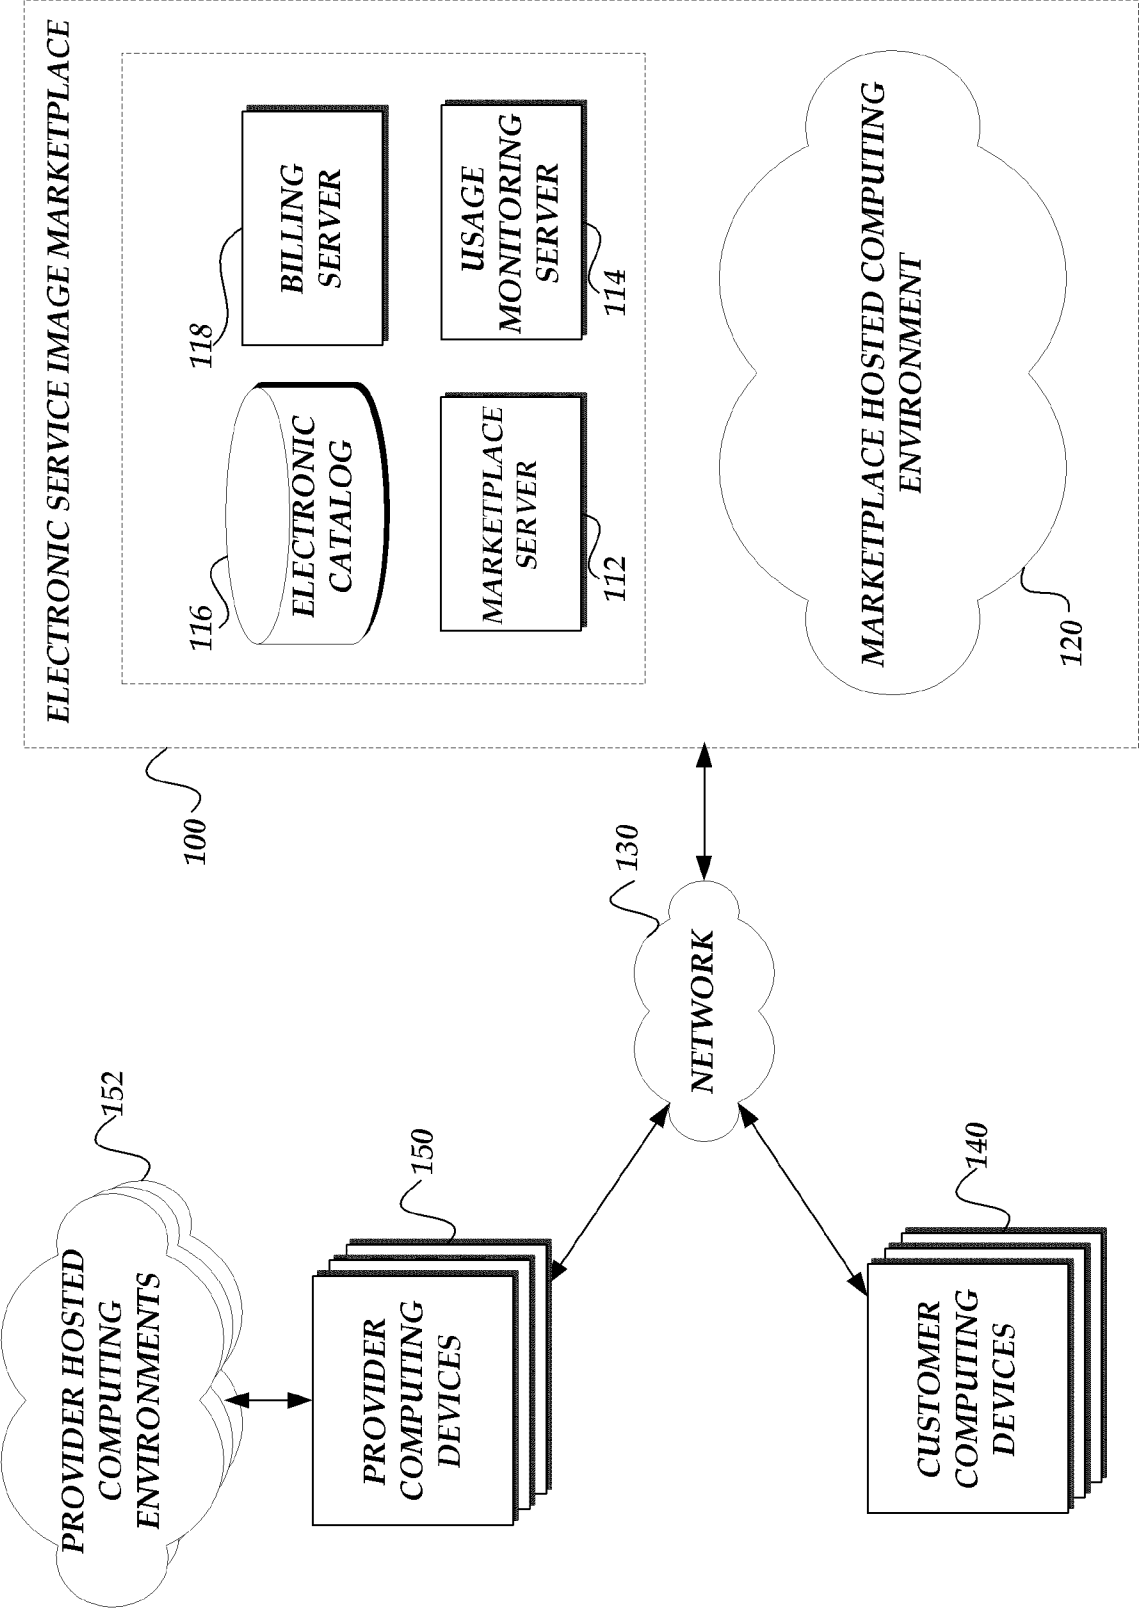 ELECTRONIC SERVICE IMAGE MARKETPLACE
PROVIDER HOSTED
COMPUTING
ENVIRONMENTS
152
100
116
ELECTRONIC
CATALOG
118
BILLING
SERVER
PROVIDER
COMPUTING
DEVICES
150
MARKETPLACE
SERVER
112
USAGE
MONITORING
SERVER
114
NETWORK
130
CUSTOMER
COMPUTING
DEVICES
140
MARKETPLACE HOSTED COMPUTING
ENVIRONMENT
120